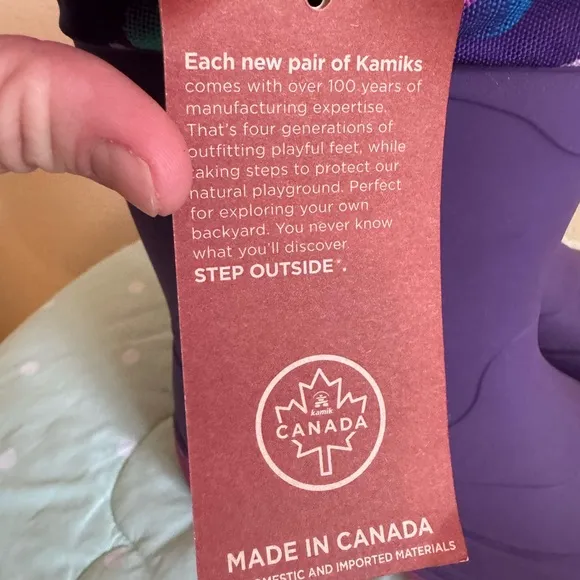 Each new pair of Kamiks
comes with over 100 years of
manufacturing expertise.
That's four generations of
outfitting playful feet, while
taking steps to protect our
natural playground. Perfect
for exploring your own
backyard. You never know
what you'll discover.
STEP OUTSIDE®.
kamik
CANADA
MADE IN CANADA
DOMESTIC AND IMPORTED MATERIALS